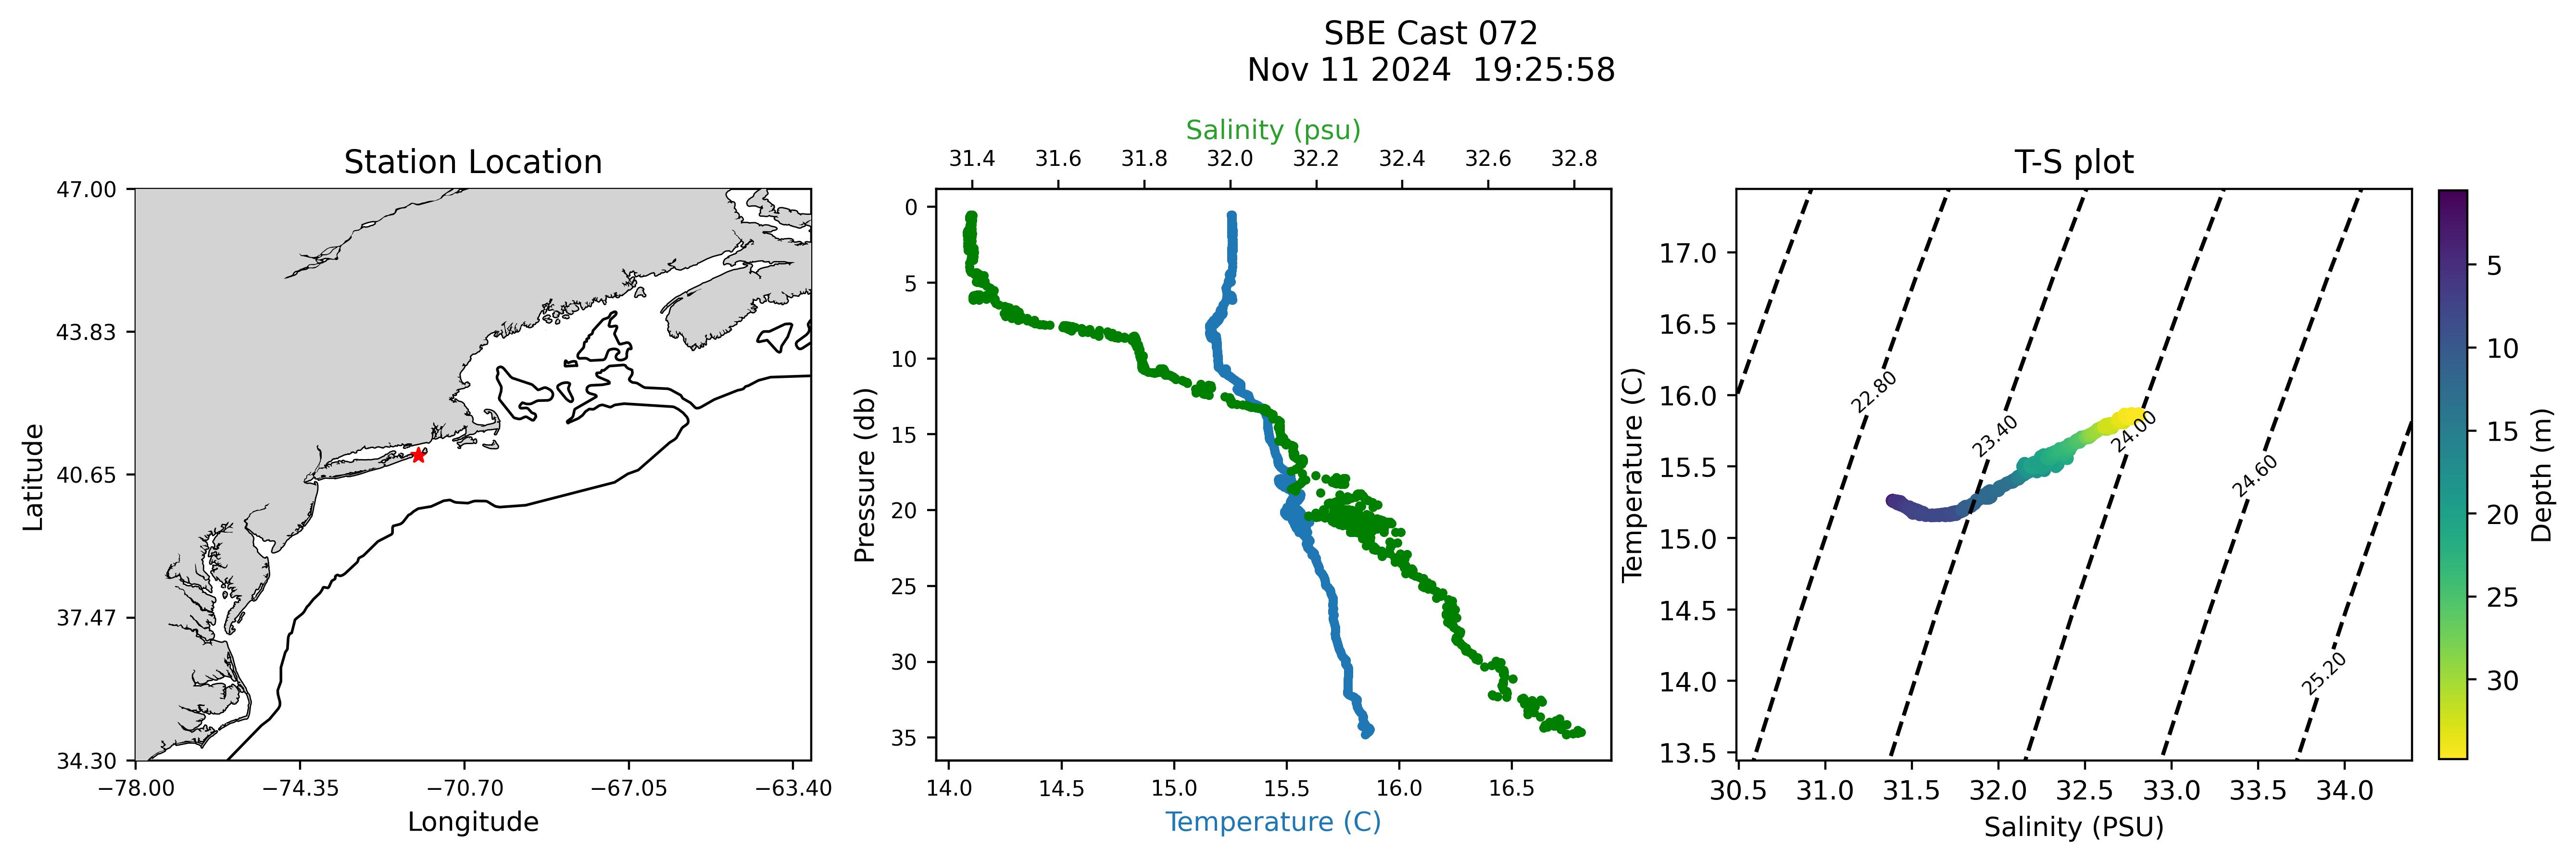 SBE Cast 072
Nov 11 2024  19:25:58
Station Location
47.00
43.83
40.65
37.47
34.30
Latitude
−78.00 −74.35 −70.70 −67.05 −63.40
Longitude
Salinity (psu)
31.4 31.6 31.8 32.0 32.2 32.4 32.6 32.8
0
5
10
15
20
25
30
35
Pressure (db)
14.0 14.5 15.0 15.5 16.0 16.5
Temperature (C)
T-S plot
17.0
16.5
16.0
15.5
15.0
14.5
14.0
13.5
Temperature (C)
22.80
23.40
24.00
24.60
25.20
30.5 31.0 31.5 32.0 32.5 33.0 33.5 34.0
Salinity (PSU)
5
10
15
20
25
30
Depth (m)